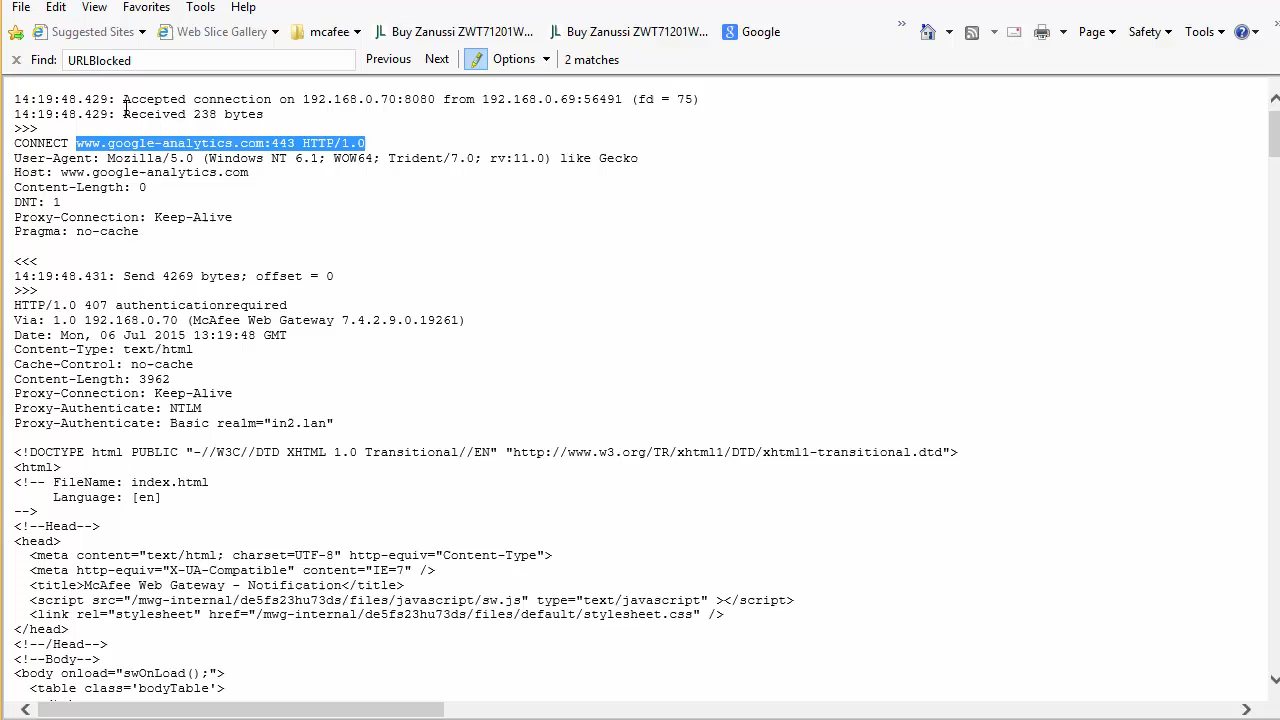 File Edit View Favorites Tools Help
Suggested Sites Web Slice Gallery mcafee Buy Zanussi ZWT71201W... Buy Zanussi ZWT71201W... Google Page Safety Tools
Find: URLBlocked Previous Next Options 2 matches
14:19:48.429: Accepted connection on 192.168.0.70:8080 from 192.168.0.69:56491 (fd = 75)
14:19:48.429: Received 238 bytes
>>>
CONNECT www.google-analytics.com:443 HTTP/1.0
User-Agent: Mozilla/5.0 (Windows NT 6.1; WOW64; Trident/7.0; rv:11.0) like Gecko
Host: www.google-analytics.com
Content-Length: 0
DNT: 1
Proxy-Connection: Keep-Alive
Pragma: no-cache
<<<
14:19:48.431: Send 4269 bytes; offset = 0
>>>
HTTP/1.0 407 authenticationrequired
Via: 1.0 192.168.0.70 (McAfee Web Gateway 7.4.2.9.0.19261)
Date: Mon, 06 Jul 2015 13:19:48 GMT
Content-Type: text/html
Cache-Control: no-cache
Content-Length: 3962
Proxy-Connection: Keep-Alive
Proxy-Authenticate: NTLM
Proxy-Authenticate: Basic realm="in2.lan"
<!DOCTYPE html PUBLIC "-//W3C//DTD XHTML 1.0 Transitional//EN" "http://www.w3.org/TR/xhtml1/DTD/xhtml1-transitional.dtd">
<html>
<!-- FileName: index.html
Language: [en]
-->
<!--Head-->
<head>
<meta content="text/html; charset=UTF-8" http-equiv="Content-Type">
<meta http-equiv="X-UA-Compatible" content="IE=7" />
<title>McAfee Web Gateway - Notification</title>
<script src="/mwg-internal/de5fs23hu73ds/files/javascript/sw.js" type="text/javascript" ></script>
<link rel="stylesheet" href="/mwg-internal/de5fs23hu73ds/files/default/stylesheet.css" />
</head>
<!--/Head-->
<!--Body-->
<body onload="swOnLoad();">
<table class='bodyTable'>